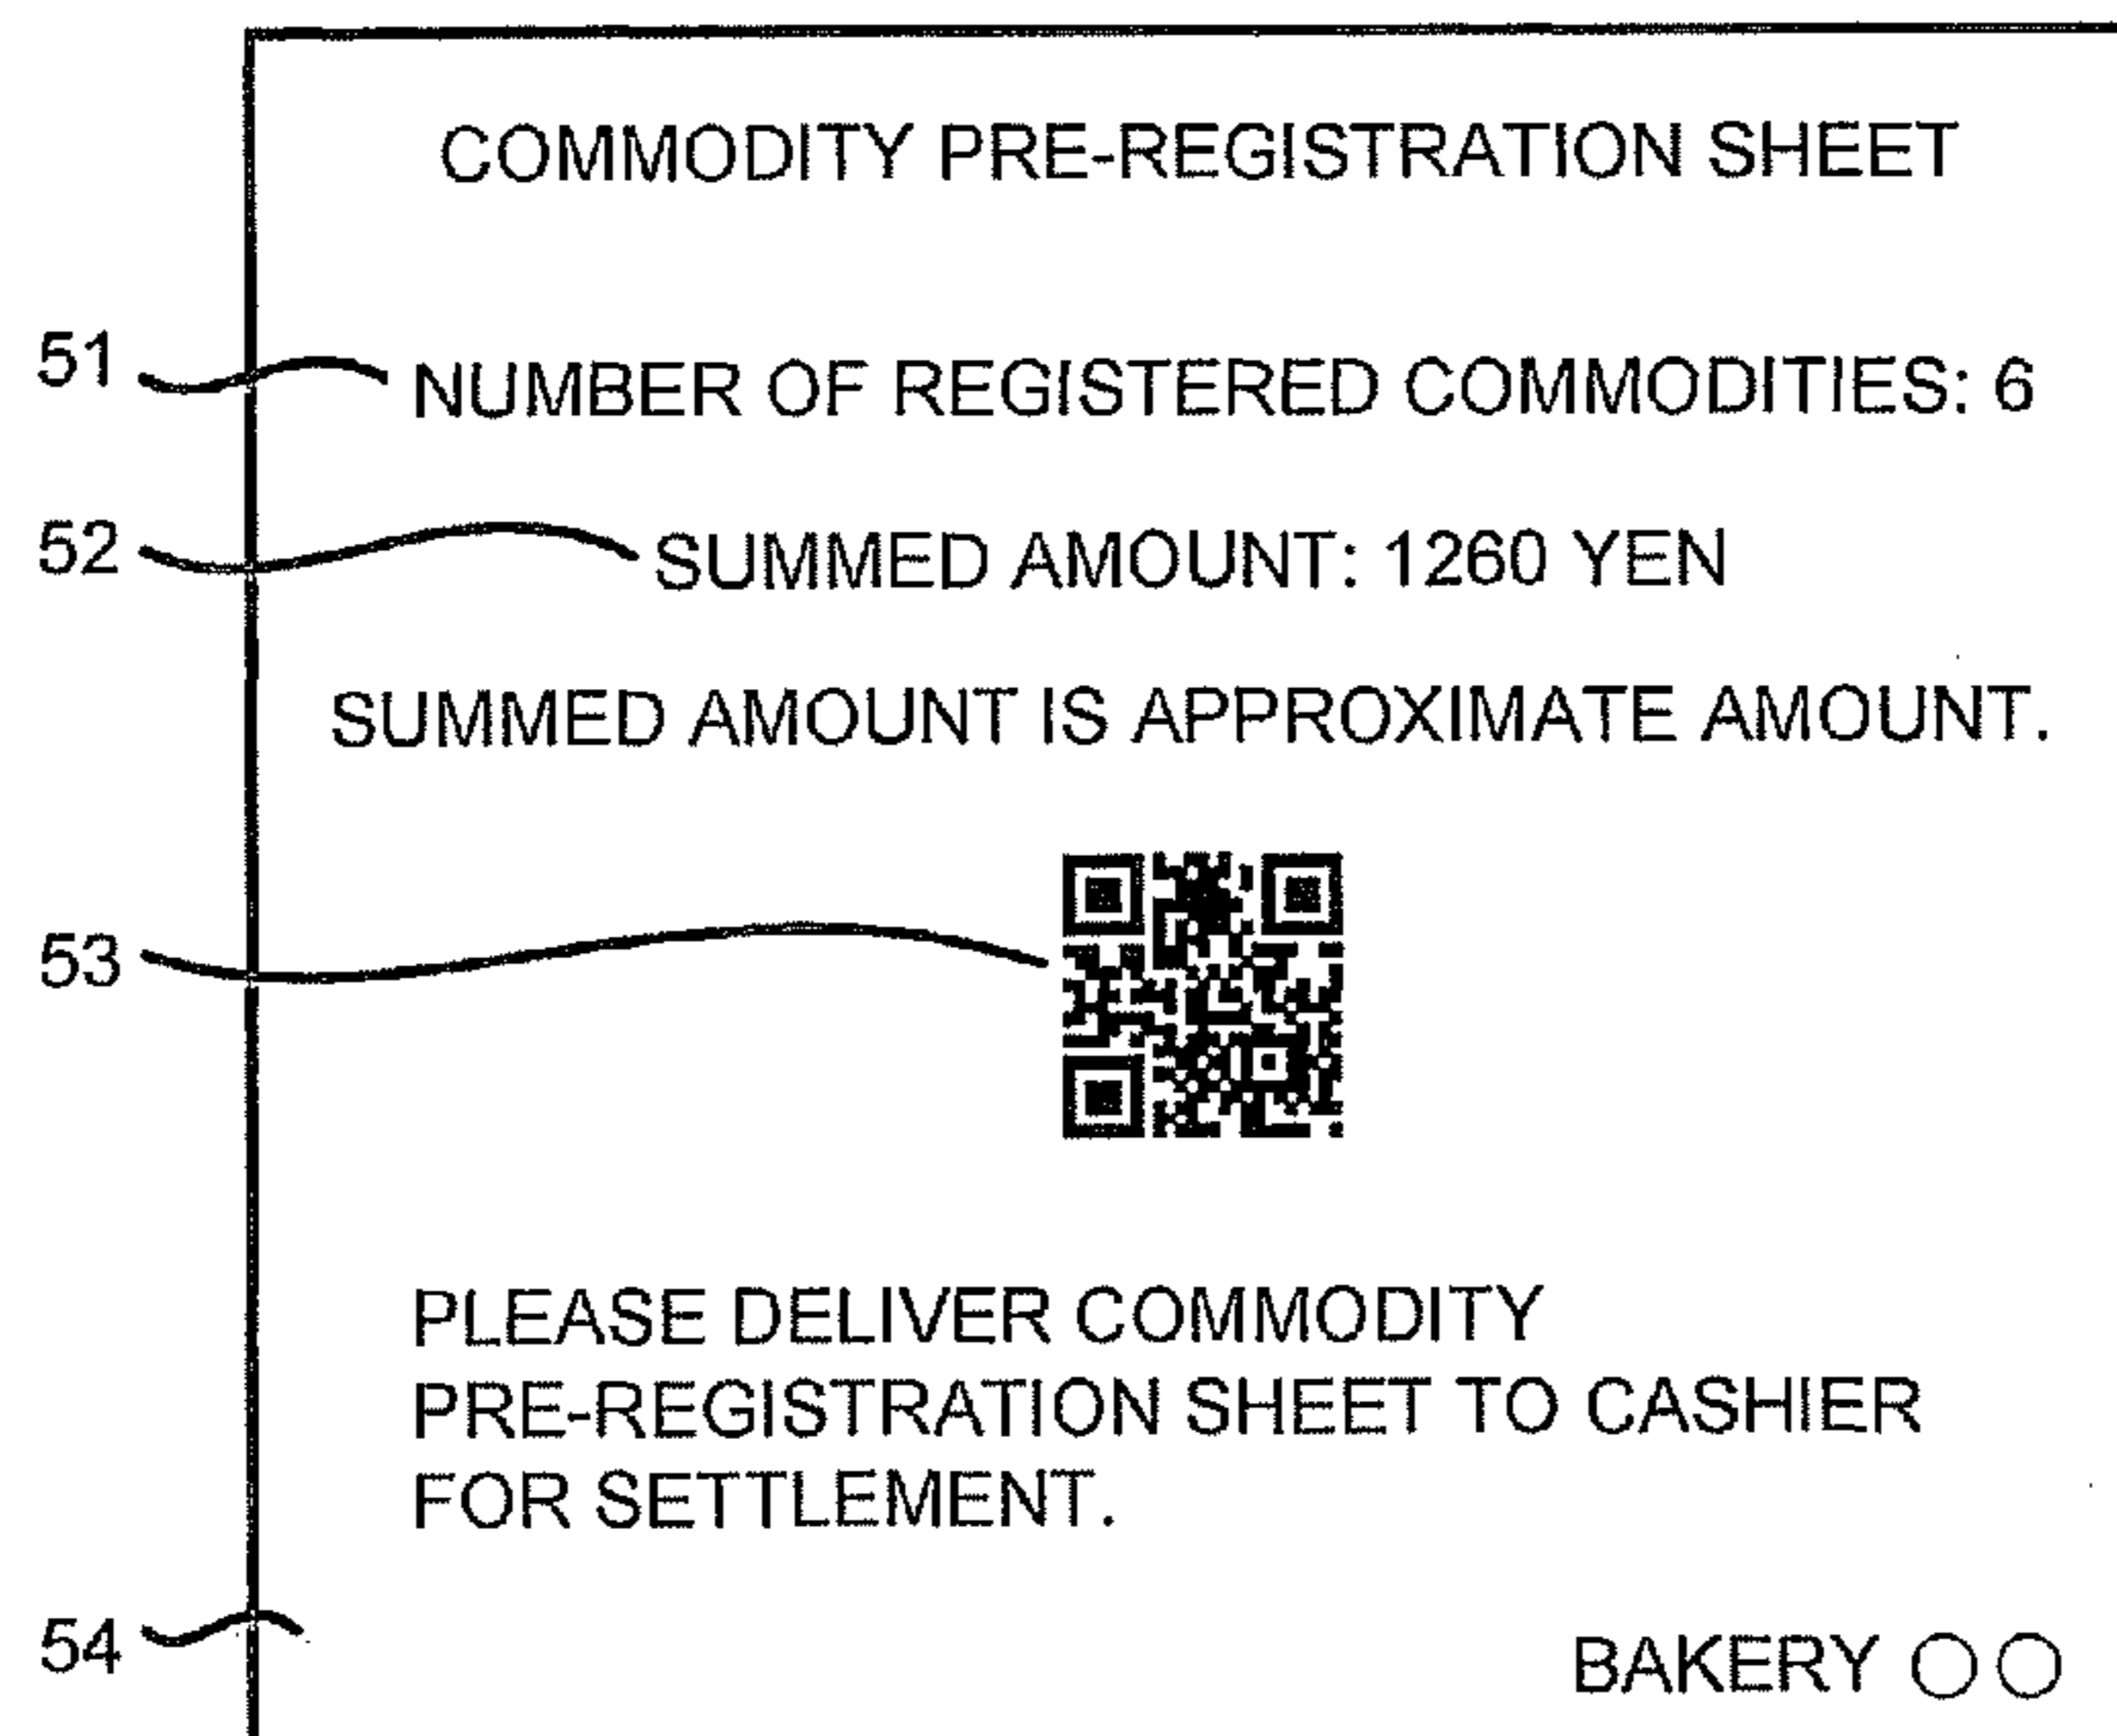 COMMODITY PRE-REGISTRATION SHEET
51 NUMBER OF REGISTERED COMMODITIES: 6
52 SUMMED AMOUNT: 1260 YEN
SUMMED AMOUNT IS APPROXIMATE AMOUNT.
53
PLEASE DELIVER COMMODITY
PRE-REGISTRATION SHEET TO CASHIER
FOR SETTLEMENT.
54 BAKERY ○○